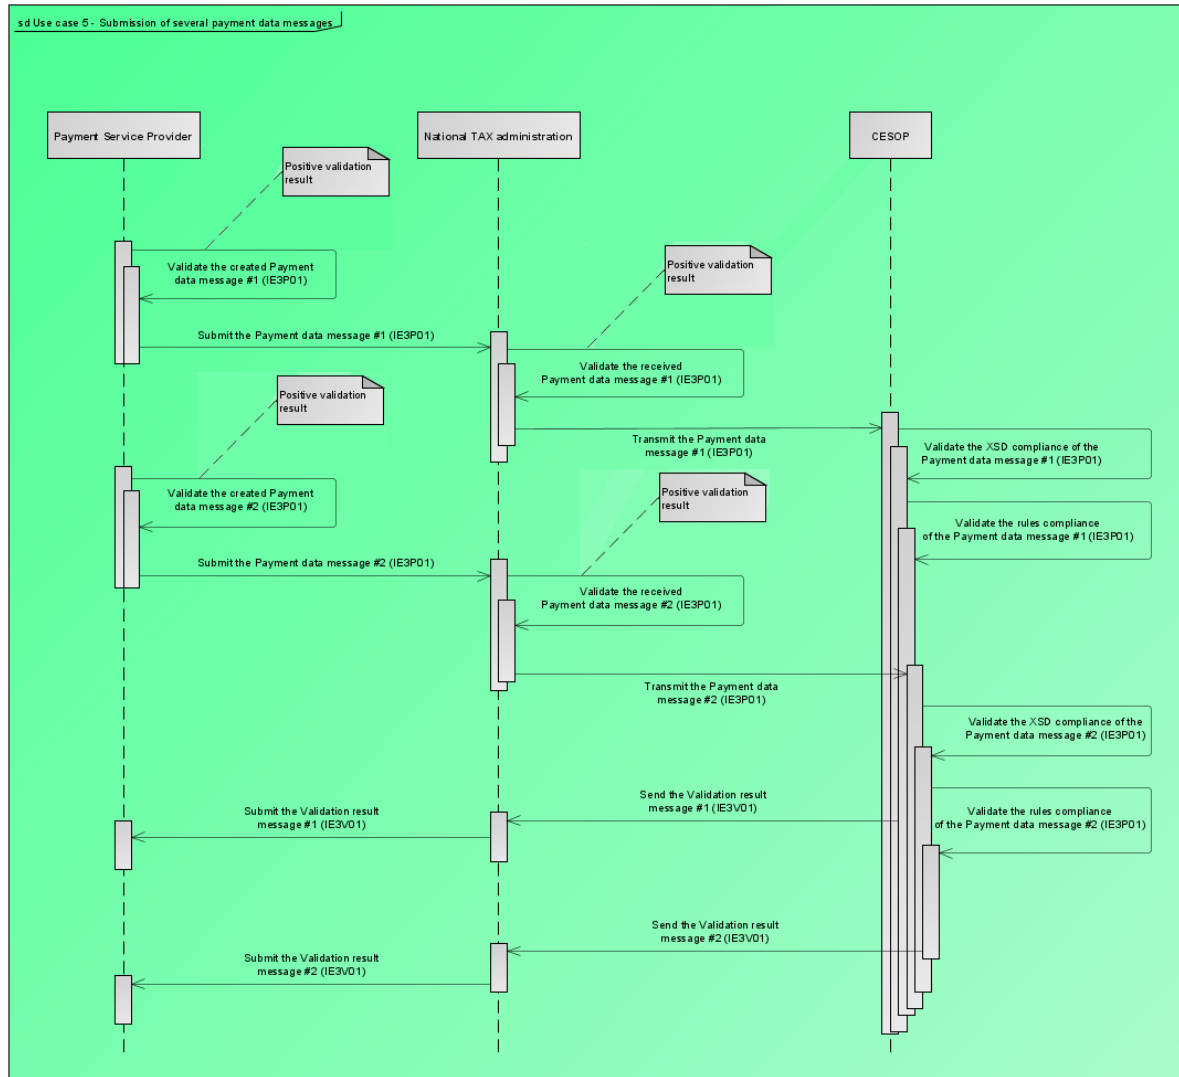 sd Use case 5 - Submission of several payment data messages
Payment Service Provider
National TAX administration
CESOP
Positive validation
result
Validate the created Payment
data message #1 (IE3P01)
Positive validation
result
Submit the Payment data message #1 (IE3P01)
Validate the received
Payment data message #1 (IE3P01)
Positive validation
result
Transmit the Payment data
message #1 (IE3P01)
Validate the XSD compliance of the
Payment data message #1 (IE3P01)
Validate the created Payment
data message #2 (IE3P01)
Positive validation
result
Validate the rules compliance
of the Payment data message #1 (IE3P01)
Submit the Payment data message #2 (IE3P01)
Validate the received
Payment data message #2 (IE3P01)
Transmit the Payment data
message #2 (IE3P01)
Validate the XSD compliance of the
Payment data message #2 (IE3P01)
Send the Validation result
message #1 (IE3V01)
Submit the Validation result
message #1 (IE3V01)
Validate the rules compliance
of the Payment data message #2 (IE3P01)
Send the Validation result
message #2 (IE3V01)
Submit the Validation result
message #2 (IE3V01)